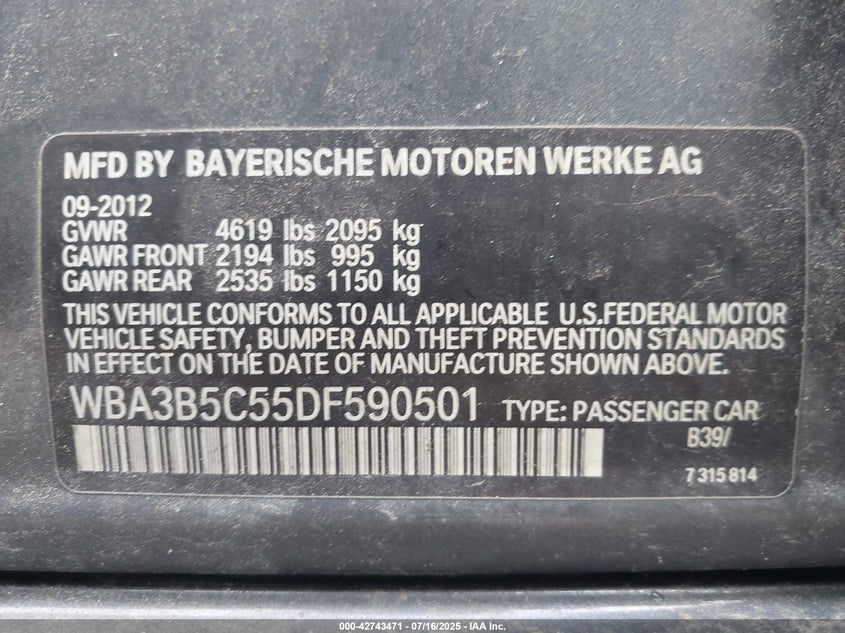 MFD BY BAYERISCHE MOTOREN WERKE AG
09-2012
GVWR 4619 lbs 2095 kg
GAWR FRONT 2194 lbs 995 kg
GAWR REAR 2535 lbs 1150 kg
THIS VEHICLE CONFORMS TO ALL APPLICABLE U.S.FEDERAL MOTOR
VEHICLE SAFETY, BUMPER AND THEFT PREVENTION STANDARDS
IN EFFECT ON THE DATE OF MANUFACTURE SHOWN ABOVE.
WBA3B5C55DF590501 TYPE: PASSENGER CAR
B39/
7 315 814
000-42743471 - 07/16/2025 - IAA Inc.